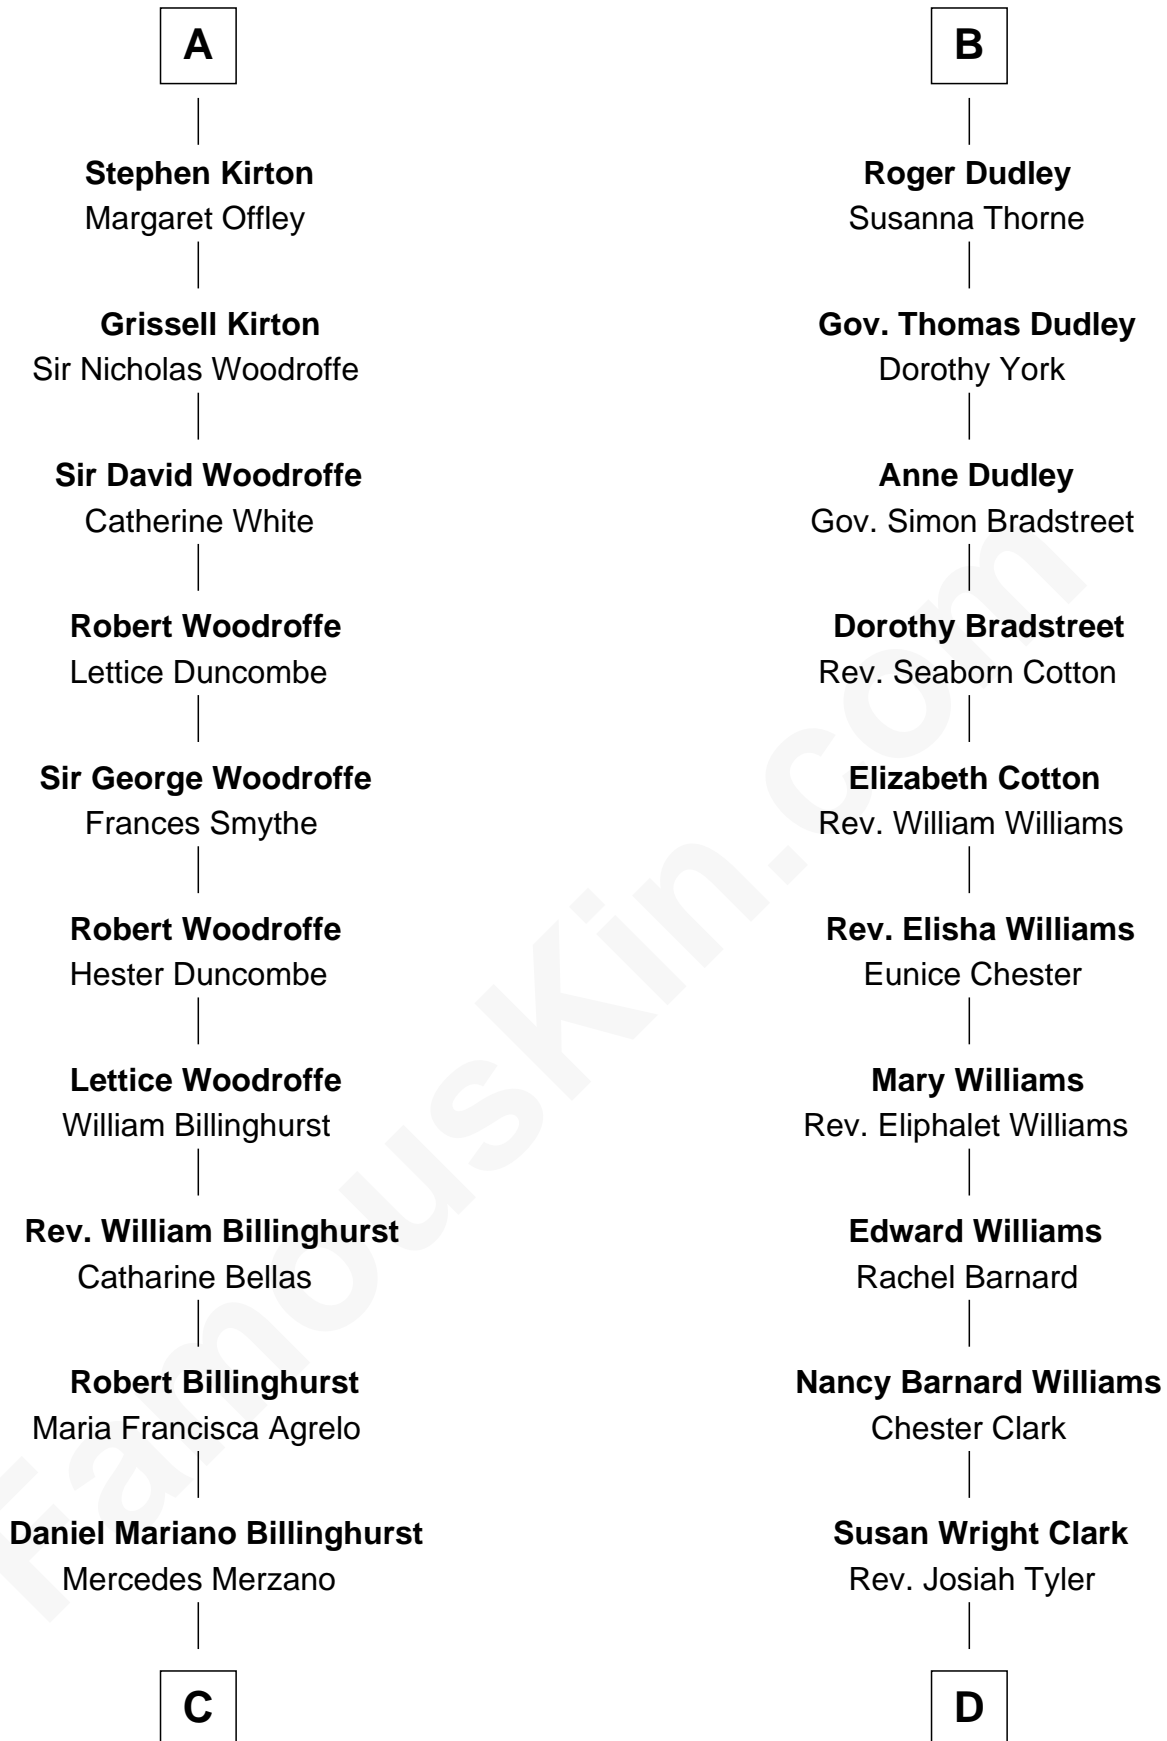 A
Stephen Kirton
Margaret Offley
Grissell Kirton
Sir Nicholas Woodroffe
Sir David Woodroffe
Catherine White
Robert Woodroffe
Lettice Duncombe
Sir George Woodroffe
Frances Smythe
Robert Woodroffe
Hester Duncombe
Lettice Woodroffe
William Billinghurst
Rev. William Billinghurst
Catharine Bellas
Robert Billinghurst
Maria Francisca Agrelo
Daniel Mariano Billinghurst
Mercedes Merzano
C
B
Roger Dudley
Susanna Thorne
Gov. Thomas Dudley
Dorothy York
Anne Dudley
Gov. Simon Bradstreet
Dorothy Bradstreet
Rev. Seaborn Cotton
Elizabeth Cotton
Rev. William Williams
Rev. Elisha Williams
Eunice Chester
Mary Williams
Rev. Eliphalet Williams
Edward Williams
Rachel Barnard
Nancy Barnard Williams
Chester Clark
Susan Wright Clark
Rev. Josiah Tyler
D
FamousKin.com